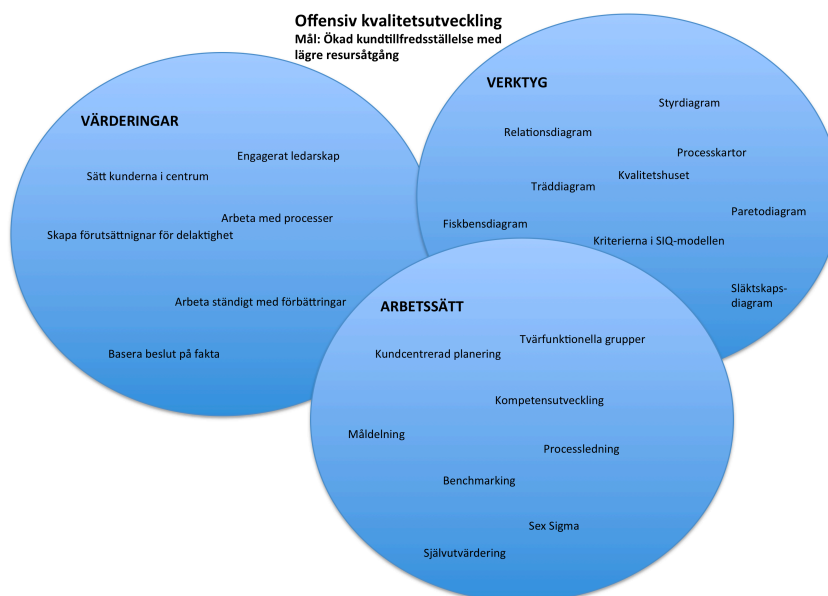 Offensiv kvalitetsutveckling
Mål: Ökad kundtillfredsställelse med
lägre resursåtgång
VÄRDERINGAR
Engagerat ledarskap
Sätt kunderna i centrum
Arbeta med processer
Skapa förutsättnignar för delaktighet
Arbeta ständigt med förbättringar
Basera beslut på fakta
VERKTYG
Styrdiagram
Relationsdiagram
Processkartor
Kvalitetshuset
Träddiagram
Paretodiagram
Fiskbensdiagram
Kriterierna i SIQ-modellen
Släktskaps-
diagram
ARBETSSÄTT
Tvärfunktionella grupper
Kundcentrerad planering
Kompetensutveckling
Måldelning
Processledning
Benchmarking
Sex Sigma
Självutvärdering